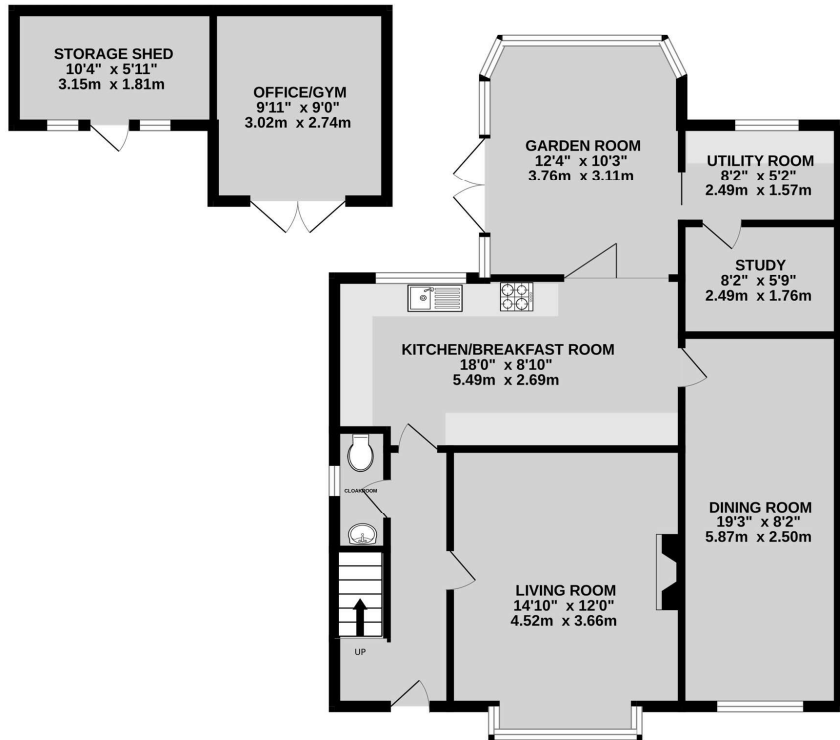 STORAGE SHED
10'4" x 5'11"
3.15m x 1.81m
OFFICE/GYM
9'11" x 9'0"
3.02m x 2.74m
GARDEN ROOM
12'4" x 10'3"
3.76m x 3.11m
UTILITY ROOM
8'2" x 5'2"
2.49m x 1.57m
STUDY
8'2" x 5'9"
2.49m x 1.76m
KITCHEN/BREAKFAST ROOM
18'0" x 8'10"
5.49m x 2.69m
CLOAKROOM
DINING ROOM
19'3" x 8'2"
5.87m x 2.50m
LIVING ROOM
14'10" x 12'0"
4.52m x 3.66m
UP